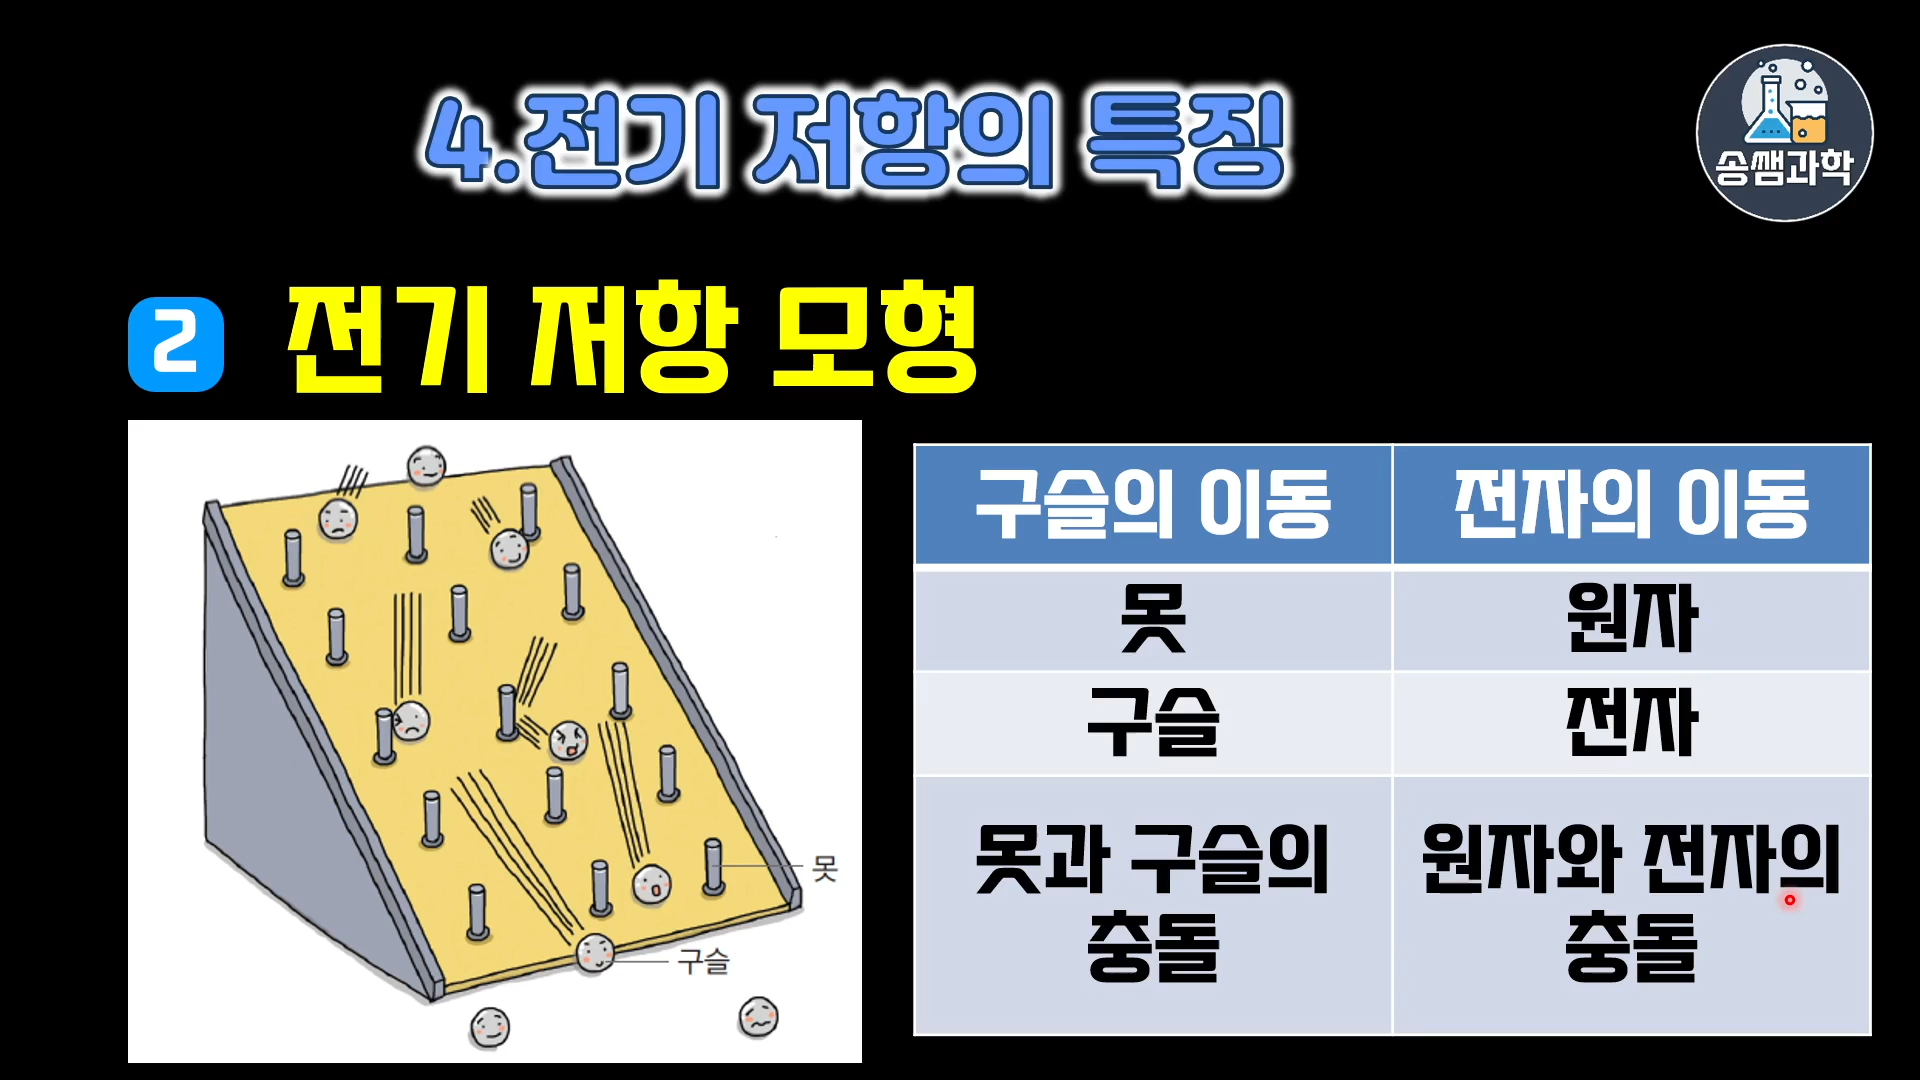 4.전기 저항의 특징
송쌤과학
2 전기 저항 모형
못
구슬
구슬의 이동 전자의 이동
못 원자
구슬 전자
못과 구슬의 원자와 전자의
충돌 충돌